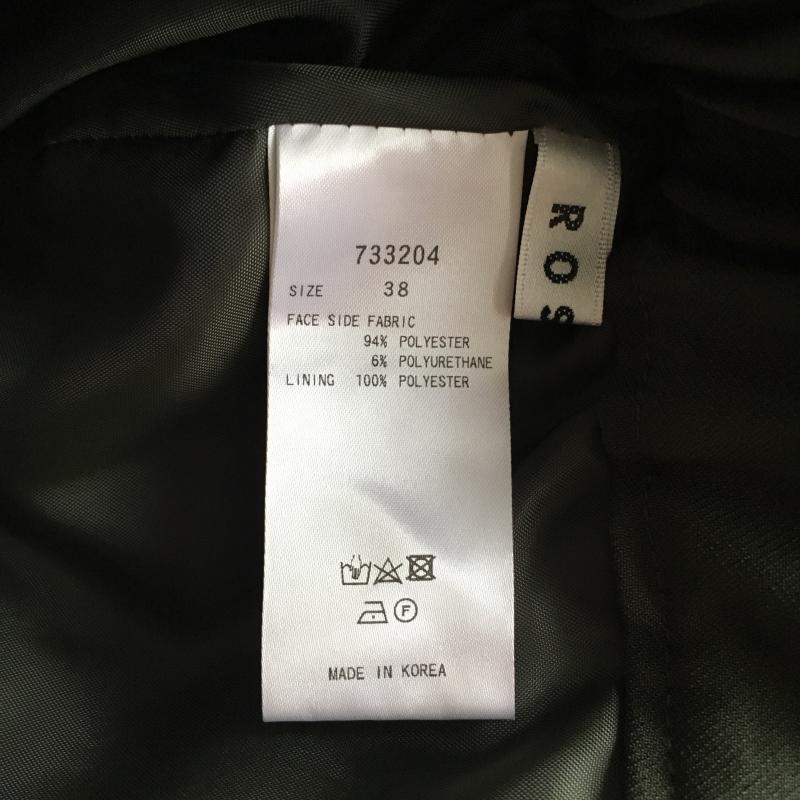 733204
SIZE 38
FACE SIDE FABRIC
94% POLYESTER
6% POLYURETHANE
LINING 100% POLYESTER
F
MADE IN KOREA
ROS